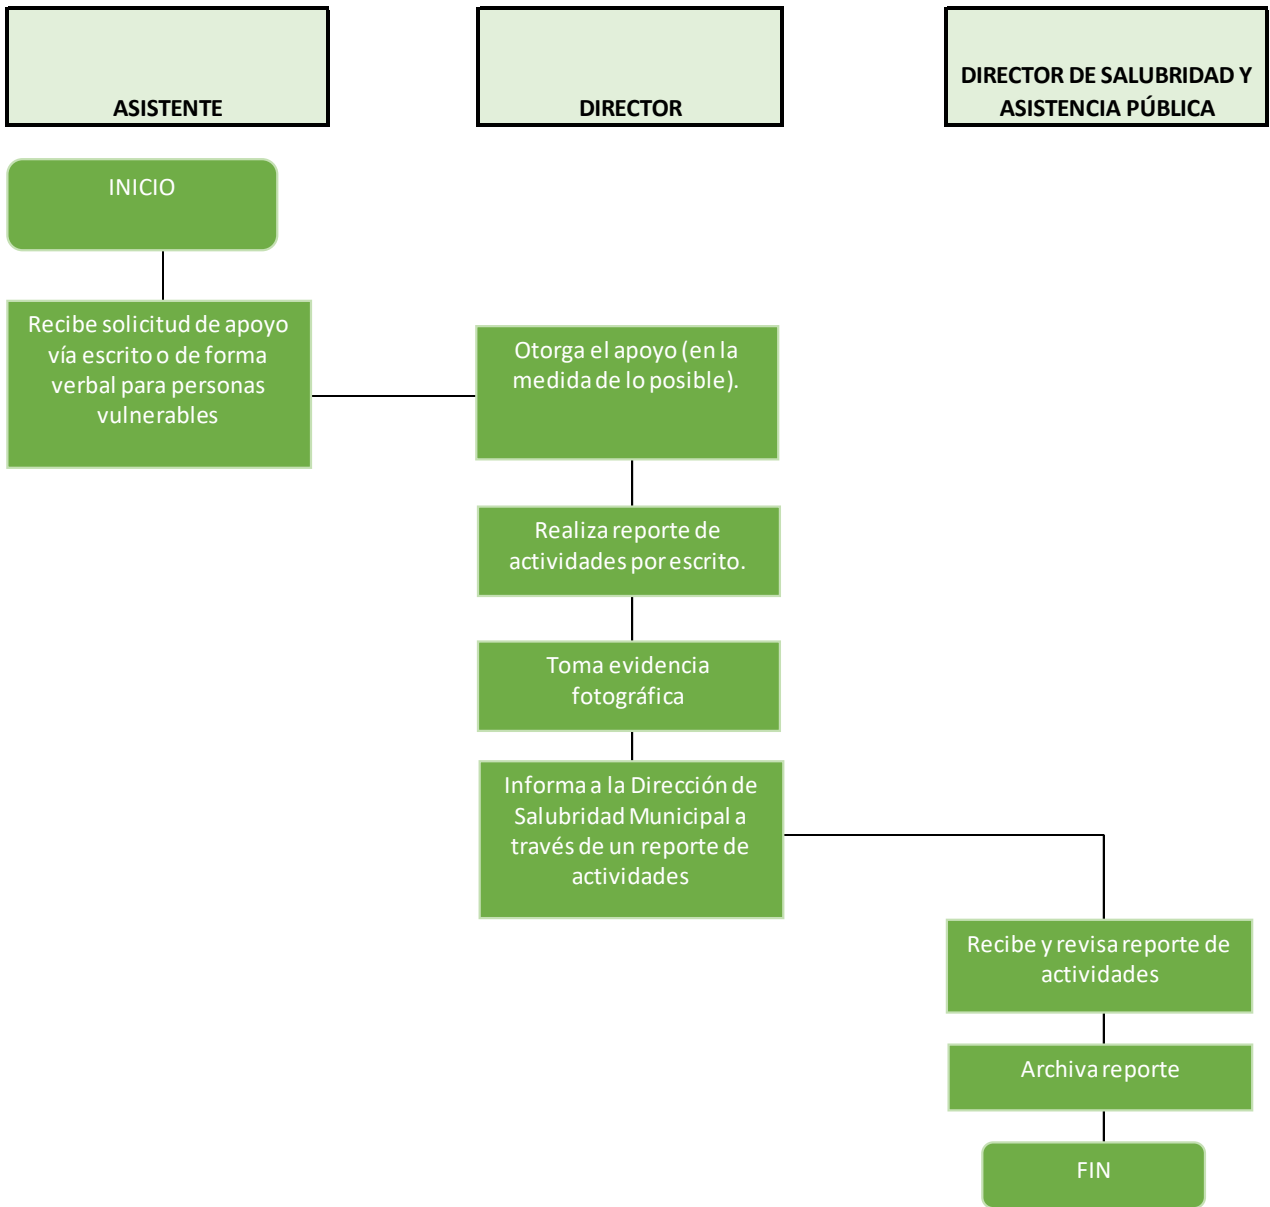 ASISTENTE
DIRECTOR
DIRECTOR DE SALUBRIDAD Y
ASISTENCIA PÚBLICA
INICIO
Recibe solicitud de apoyo
vía escrito o de forma
verbal para personas
vulnerables
Otorga el apoyo (en la
medida de lo posible).
Realiza reporte de
actividades por escrito.
Toma evidencia
fotográfica
Informa a la Dirección de
Salubridad Municipal a
través de un reporte de
actividades
Recibe y revisa reporte de
actividades
Archiva reporte
FIN